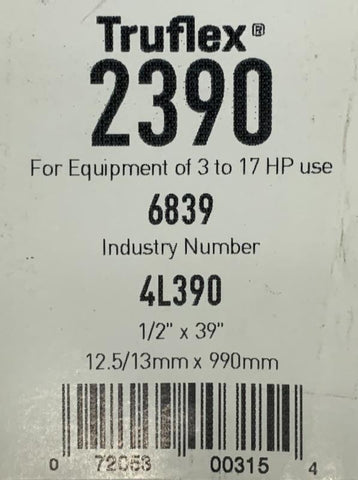 Truflex®
2390
For Equipment of 3 to 17 HP use
6839
Industry Number
4L390
1/2" x 39"
12.5/13mm x 990mm
0 72053 00315 4